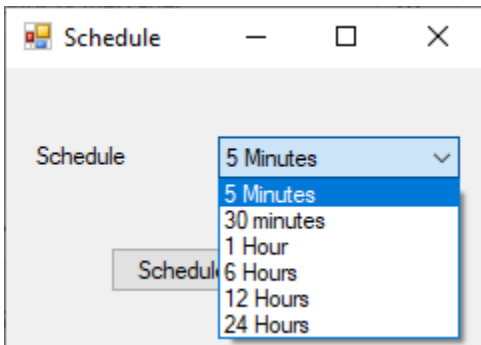 Schedule
Schedule
5 Minutes
5 Minutes
30 minutes
1 Hour
Schedul
6 Hours
12 Hours
24 Hours